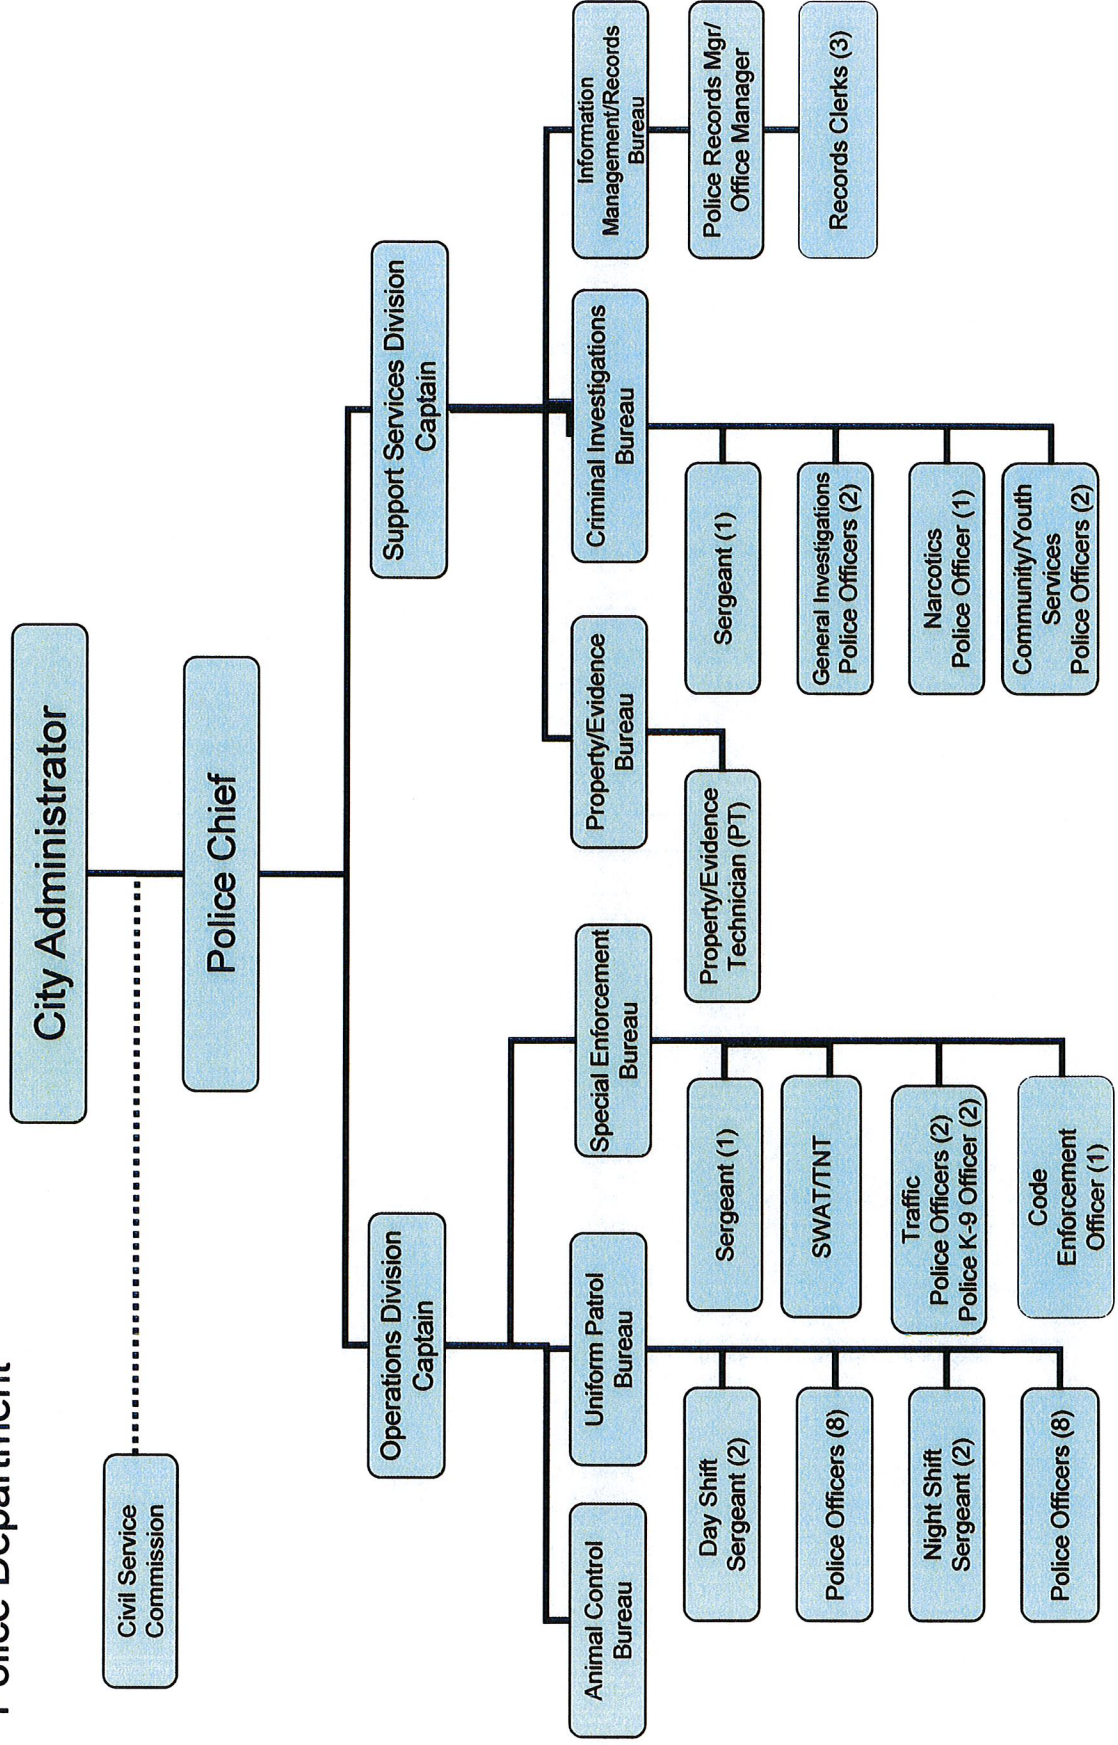 Police Department
City Administrator
Civil Service
Commission
Police Chief
Operations Division
Captain
Support Services Division
Captain
Animal Control
Bureau
Uniform Patrol
Bureau
Special Enforcement
Bureau
Property/Evidence
Bureau
Criminal Investigations
Bureau
Information
Management/Records
Bureau
Day Shift
Sergeant (2)
Police Officers (8)
Night Shift
Sergeant (2)
Police Officers (8)
Sergeant (1)
SWAT/TNT
Traffic
Police Officers (2)
Police K-9 Officer (2)
Code
Enforcement
Officer (1)
Property/Evidence
Technician (PT)
Sergeant (1)
General Investigations
Police Officers (2)
Narcotics
Police Officer (1)
Community/Youth
Services
Police Officers (2)
Police Records Mgr/
Office Manager
Records Clerks (3)